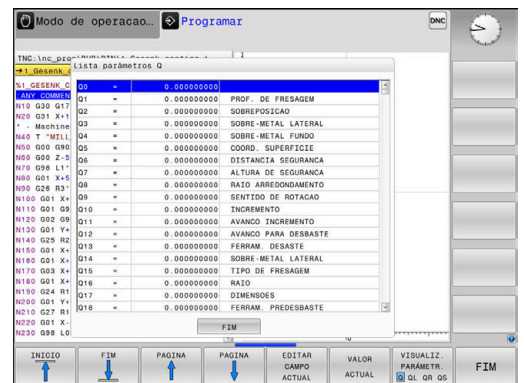 Modo de operacao...
Programar
DNC
TNC:\nc_prog\
Lista parâmetros Q
→1_Gesenk_c
%1_GESENK_C
;ANY COMMEN
N10 G30 G17
N20 G31 X+1
* - Machine
N40 T "MILL
N50 G00 G90
N60 G00 Z-5
N70 G98 L1*
N80 G01 X+5
N90 G26 R3*
N100 G01 X+
N110 G01 G9
N120 G02 G9
N130 G01 Y+
N140 G25 R2
N150 G01 X+
N160 G01 X+
N170 G03 X+
N180 G01 X+
N190 G24 R1
N200 G01 Y+
N210 G27 R1
N220 G01 X-
N230 G98 L0
Q0 = 0.000000000
Q1 = 0.000000000 PROF. DE FRESAGEM
Q2 = 0.000000000 SOBREPOSICAO
Q3 = 0.000000000 SOBRE-METAL LATERAL
Q4 = 0.000000000 SOBRE-METAL FUNDO
Q5 = 0.000000000 COORD. SUPERFICIE
Q6 = 0.000000000 DISTANCIA SEGURANCA
Q7 = 0.000000000 ALTURA DE SEGURANCA
Q8 = 0.000000000 RAIO ARREDONDAMENTO
Q9 = 0.000000000 SENTIDO DE ROTACAO
Q10 = 0.000000000 INCREMENTO
Q11 = 0.000000000 AVANCO INCREMENTO
Q12 = 0.000000000 AVANCO PARA DESBASTE
Q13 = 0.000000000 FERRAM. DESASTE
Q14 = 0.000000000 SOBRE-METAL LATERAL
Q15 = 0.000000000 TIPO DE FRESAGEM
Q16 = 0.000000000 RAIO
Q17 = 0.000000000 DIMENSOES
Q18 = 0.000000000 FERRAM. PREDESBASTE
FIM
INICIO
FIM
PAGINA
PAGINA
EDITAR
CAMPO
ACTUAL
VALOR
ACTUAL
VISUALIZ.
PARÁMETR.
Q QL QR QS
FIM